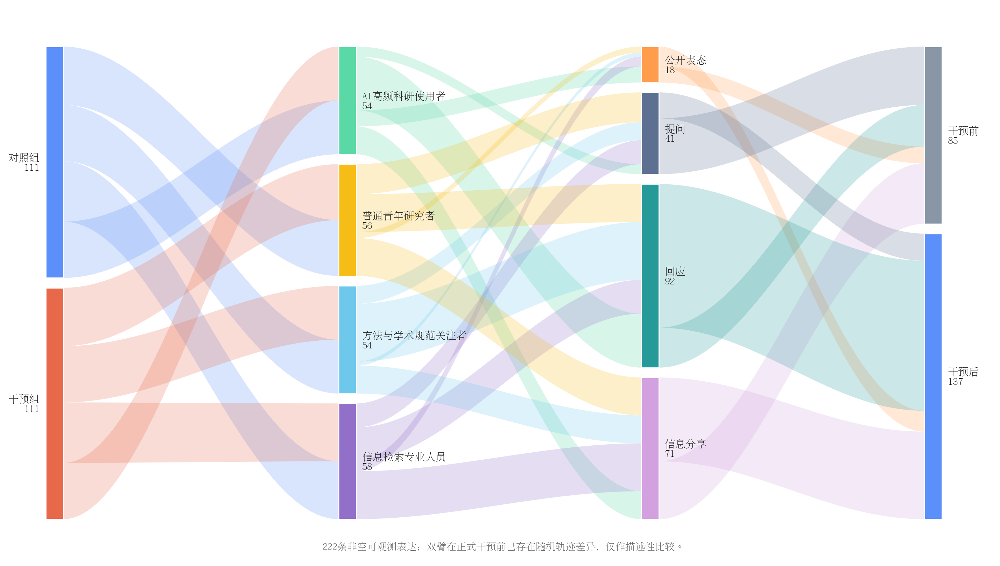 对照组
111
干预组
111
AI高频科研使用者
54
普通青年研究者
56
方法与学术规范关注者
54
信息检索专业人员
58
公开表态
18
提问
41
回应
92
信息分享
71
干预前
85
干预后
137
222条非空可观测表达；双臂在正式干预前已存在随机轨迹差异，仅作描述性比较。